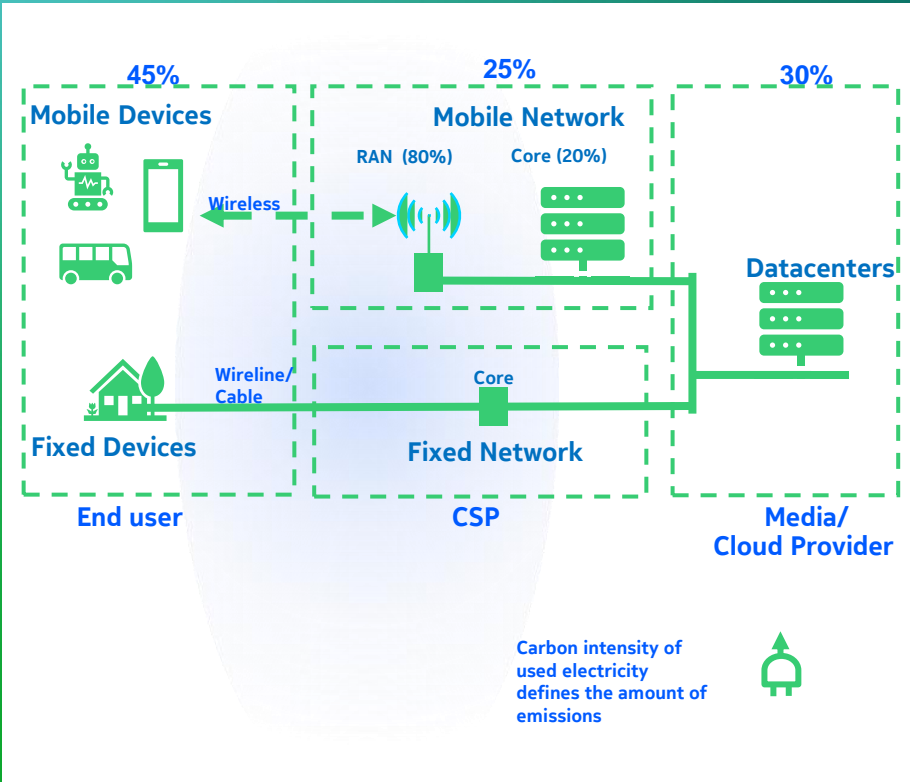 45%
25%
30%
Mobile Devices
Mobile Network
RAN (80%)
Core (20%)
Wireless
Datacenters
Wireline/
Cable
Core
Fixed Devices
Fixed Network
End user
CSP
Media/
Cloud Provider
Carbon intensity of
used electricity
defines the amount of
emissions